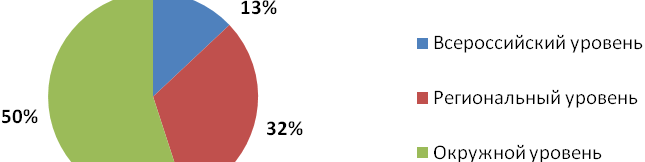 13%
Всероссийский уровень
Региональный уровень
50%
32%
Окружной уровень